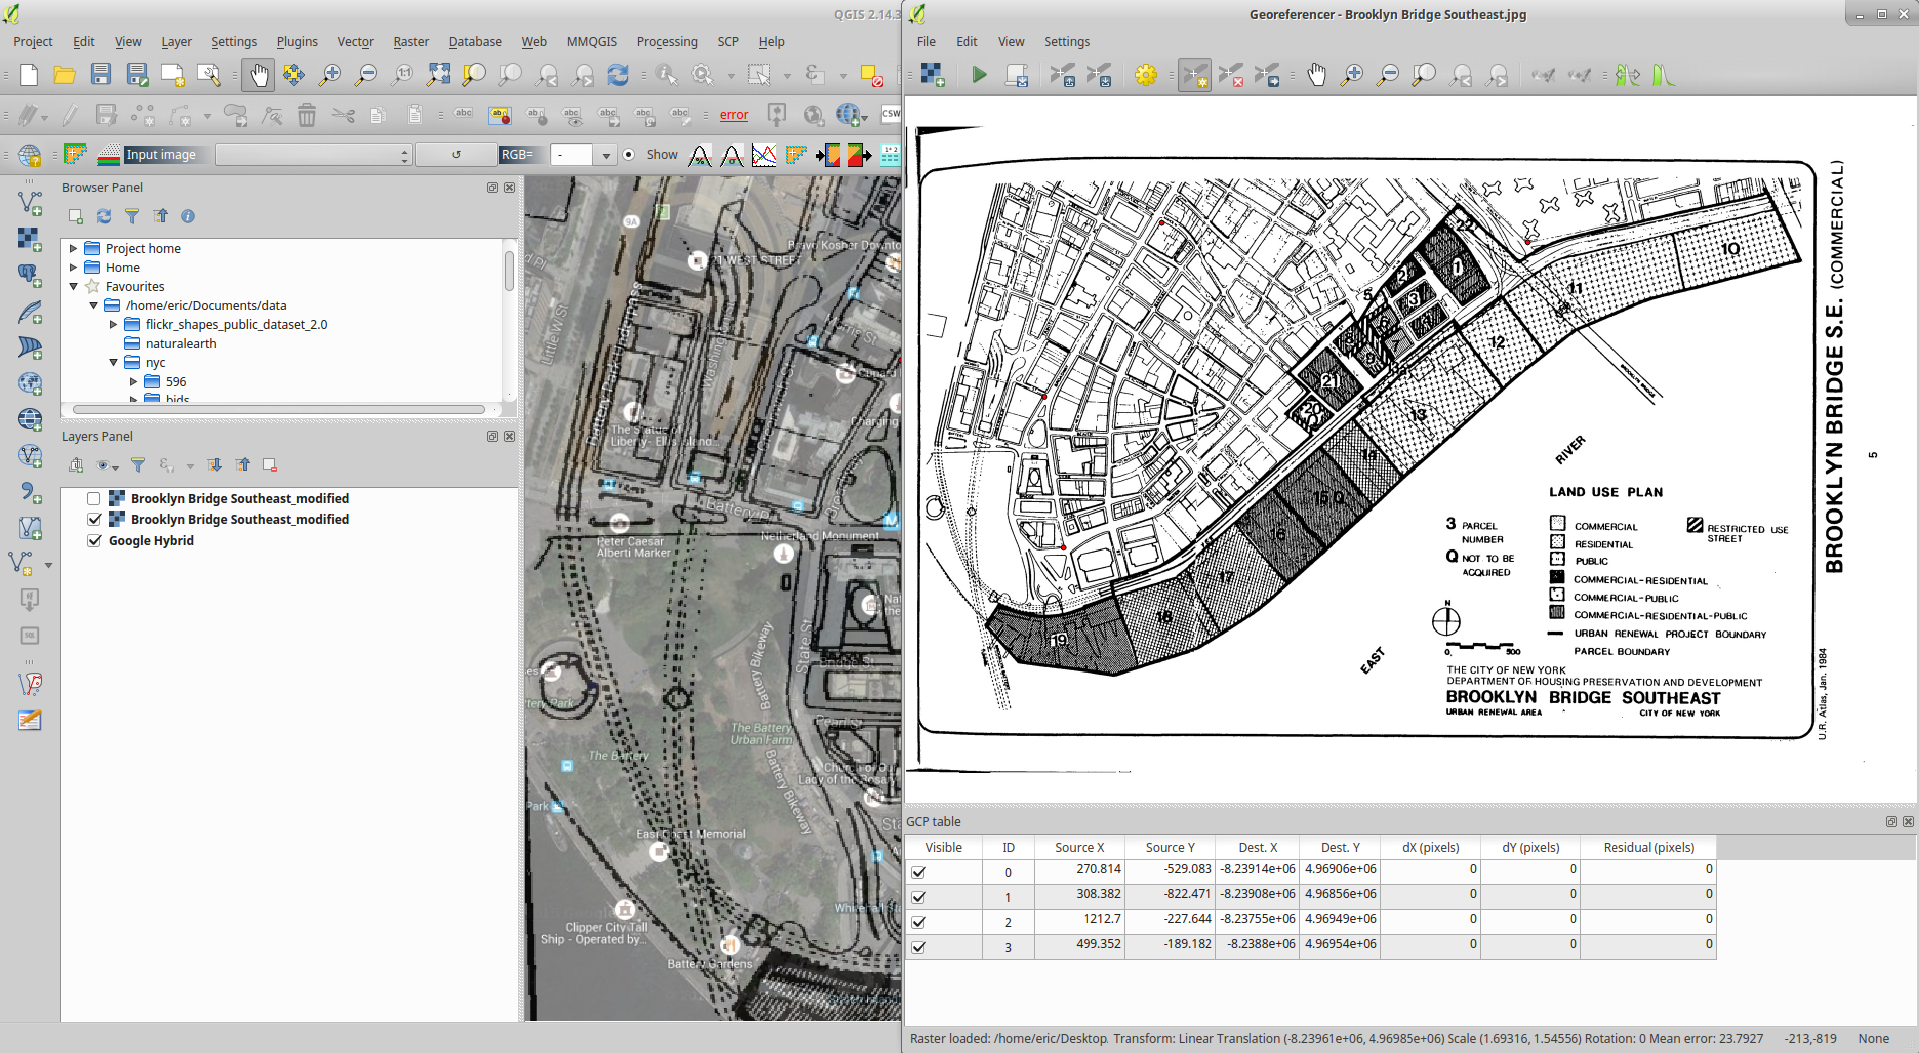 QGIS 2.14.3
Project Edit View Layer Settings Plugins Vector Raster Database Web MMQGIS Processing SCP Help
error
CSW
Input image
RGB=
-
Show
Browser Panel
Project home
Home
Favourites
/home/eric/Documents/data
flickr_shapes_public_dataset_2.0
naturalearth
nyc
596
bids
Layers Panel
Brooklyn Bridge Southeast_modified
Brooklyn Bridge Southeast_modified
Google Hybrid
9A
Bravo Kosher Downto
21 WEST STREET
Little W St
Battery Park Underpass
Morris St
The Statue of
Liberty- Ellis Island...
Charging
Battery Pl
Peter Caesar
Alberti Marker
Netherland Monument
State St
Battery Bikeway
Bridge St
Pearl St
The Battery
Urban Farm
The Battery
Battery Bikeway
Church of Our
Lady of the Rosary
Park
East Coast Memorial
Whitehall Sta
Clipper City Tall
Ship - Operated by...
Battery Gardens
Georeferencer - Brooklyn Bridge Southeast.jpg
File Edit View Settings
22
10
1
2
11
5
3
6
12
8
7
9
21
20
13
14
15 Q
16
17
18
19
BROOKLYN BRIDGE
RIVER
EAST
LAND USE PLAN
3 PARCEL
NUMBER
Q NOT TO BE
ACQUIRED
COMMERCIAL
RESIDENTIAL
PUBLIC
COMMERCIAL-RESIDENTIAL
COMMERCIAL-PUBLIC
COMMERCIAL-RESIDENTIAL-PUBLIC
URBAN RENEWAL PROJECT BOUNDARY
PARCEL BOUNDARY
RESTRICTED USE
STREET
N
0 500
THE CITY OF NEW YORK
DEPARTMENT OF HOUSING PRESERVATION AND DEVELOPMENT
BROOKLYN BRIDGE SOUTHEAST
URBAN RENEWAL AREA CITY OF NEW YORK
BROOKLYN BRIDGE S.E. (COMMERCIAL)
5
U.R. Atlas, Jan. 1984
GCP table
Visible ID Source X Source Y Dest. X Dest. Y dX (pixels) dY (pixels) Residual (pixels)
0 270.814 -529.083 -8.23914e+06 4.96906e+06 0 0 0
1 308.382 -822.471 -8.23908e+06 4.96856e+06 0 0 0
2 1212.7 -227.644 -8.23755e+06 4.96949e+06 0 0 0
3 499.352 -189.182 -8.2388e+06 4.96954e+06 0 0 0
Raster loaded: /home/eric/Desktop Transform: Linear Translation (-8.23961e+06, 4.96985e+06) Scale (1.69316, 1.54556) Rotation: 0 Mean error: 23.7927 -213,-819 None